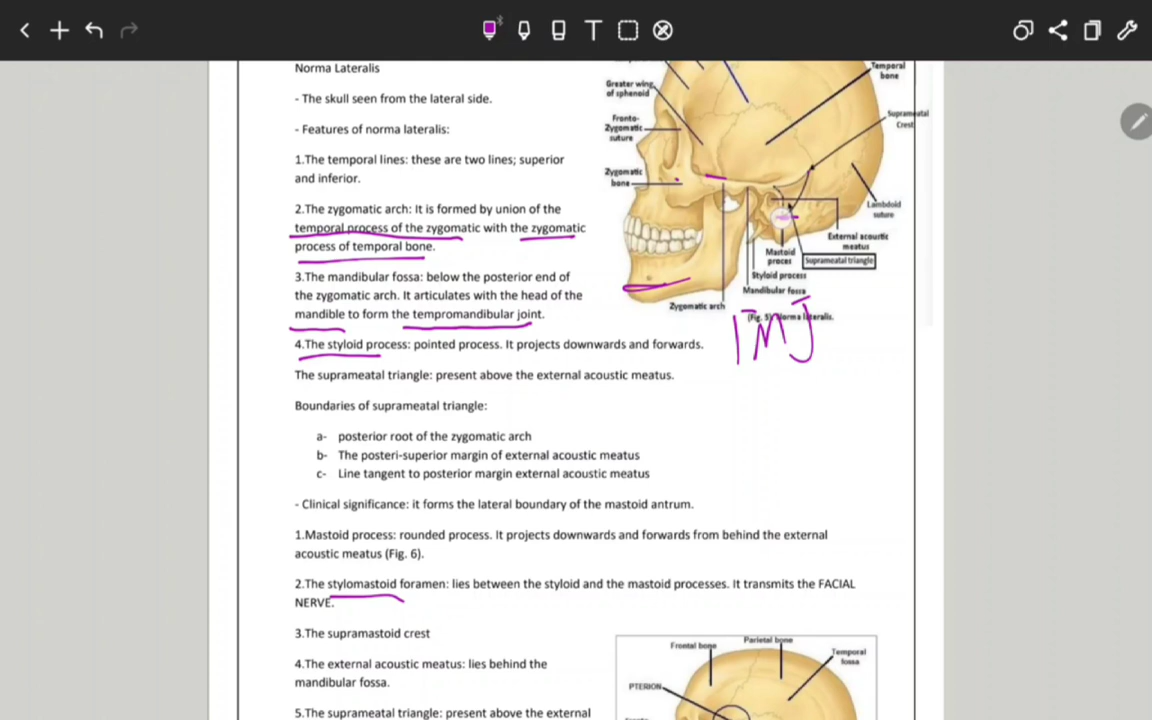 Norma Lateralis
- The skull seen from the lateral side.
- Features of norma lateralis:
1.The temporal lines: these are two lines; superior
and inferior.
2.The zygomatic arch: It is formed by union of the
temporal process of the zygomatic with the zygomatic
process of temporal bone.
3.The mandibular fossa: below the posterior end of
the zygomatic arch. It articulates with the head of the
mandible to form the tempromandibular joint.
4.The styloid process: pointed process. It projects downwards and forwards.
The suprameatal triangle: present above the external acoustic meatus.
Boundaries of suprameatal triangle:
a- posterior root of the zygomatic arch
b- The posteri-superior margin of external acoustic meatus
c- Line tangent to posterior margin external acoustic meatus
- Clinical significance: it forms the lateral boundary of the mastoid antrum.
1.Mastoid process: rounded process. It projects downwards and forwards from behind the external
acoustic meatus (Fig. 6).
2.The stylomastoid foramen: lies between the styloid and the mastoid processes. It transmits the FACIAL
NERVE.
3.The supramastoid crest
4.The external acoustic meatus: lies behind the
mandibular fossa.
5.The suprameatal triangle: present above the external
Temporal
bone
Greater wing
of sphenoid
Suprameatal
Crest
Fronto-
Zygomatic
suture
Zygomatic
bone
Lambdoid
suture
External acoustic
meatus
Mastoid
proces
Suprameatal triangle
Styloid process
Mandibular fossa
Zygomatic arch
(Fig. 5) Norma lateralis.
TMJ
Frontal bone
Parietal bone
Temporal
fossa
PTERION
T